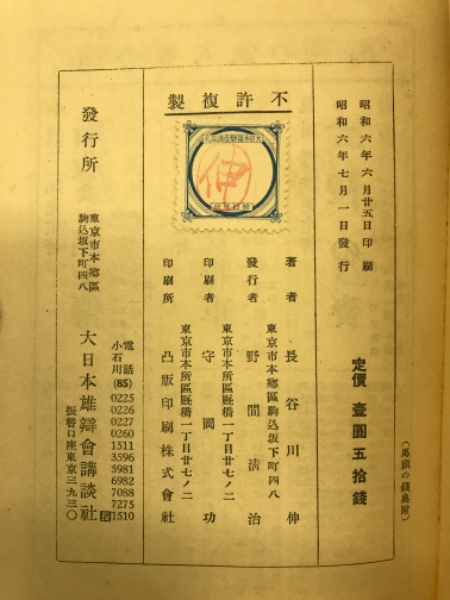 昭和六年六月廿五日印刷
昭和六年七月一日發行
定價 壹圓五拾錢
(馬頭の錢奥附)
不許複製
伸
著者 長谷川伸
東京市本鄕區駒込坂下町四八
發行者 野間淸治
東京市本所區厩橋一丁目廿七ノ二
印刷者 守岡功
東京市本所區厩橋一丁目廿七ノ二
印刷所 凸版印刷株式會社
發行所
東京市本鄕區
駒込坂下町四八
大日本雄辯會講談社
電話
小石川
(85)
0225
0226
0227
0260
1511
3596
5981
6982
7088
7275
1510
振替口座東京三九三〇